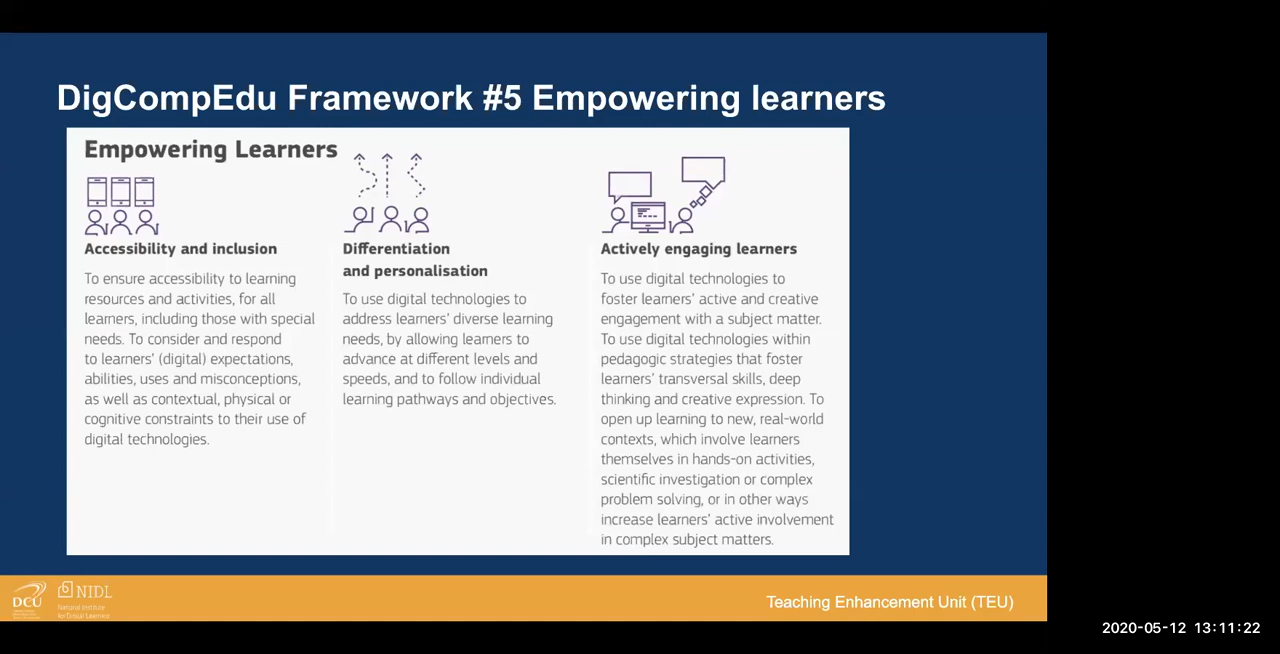 DigCompEdu Framework #5 Empowering learners
Empowering Learners
Accessibility and inclusion
To ensure accessibility to learning
resources and activities, for all
learners, including those with special
needs. To consider and respond
to learners' (digital) expectations,
abilities, uses and misconceptions,
as well as contextual, physical or
cognitive constraints to their use of
digital technologies.
Differentiation
and personalisation
To use digital technologies to
address learners' diverse learning
needs, by allowing learners to
advance at different levels and
speeds, and to follow individual
learning pathways and objectives.
Actively engaging learners
To use digital technologies to
foster learners' active and creative
engagement with a subject matter.
To use digital technologies within
pedagogic strategies that foster
learners' transversal skills, deep
thinking and creative expression. To
open up learning to new, real-world
contexts, which involve learners
themselves in hands-on activities,
scientific investigation or complex
problem solving, or in other ways
increase learners' active involvement
in complex subject matters.
DCU
NIDL
National Institute
for Digital Learning
Teaching Enhancement Unit (TEU)
2020-05-12 13:11:22